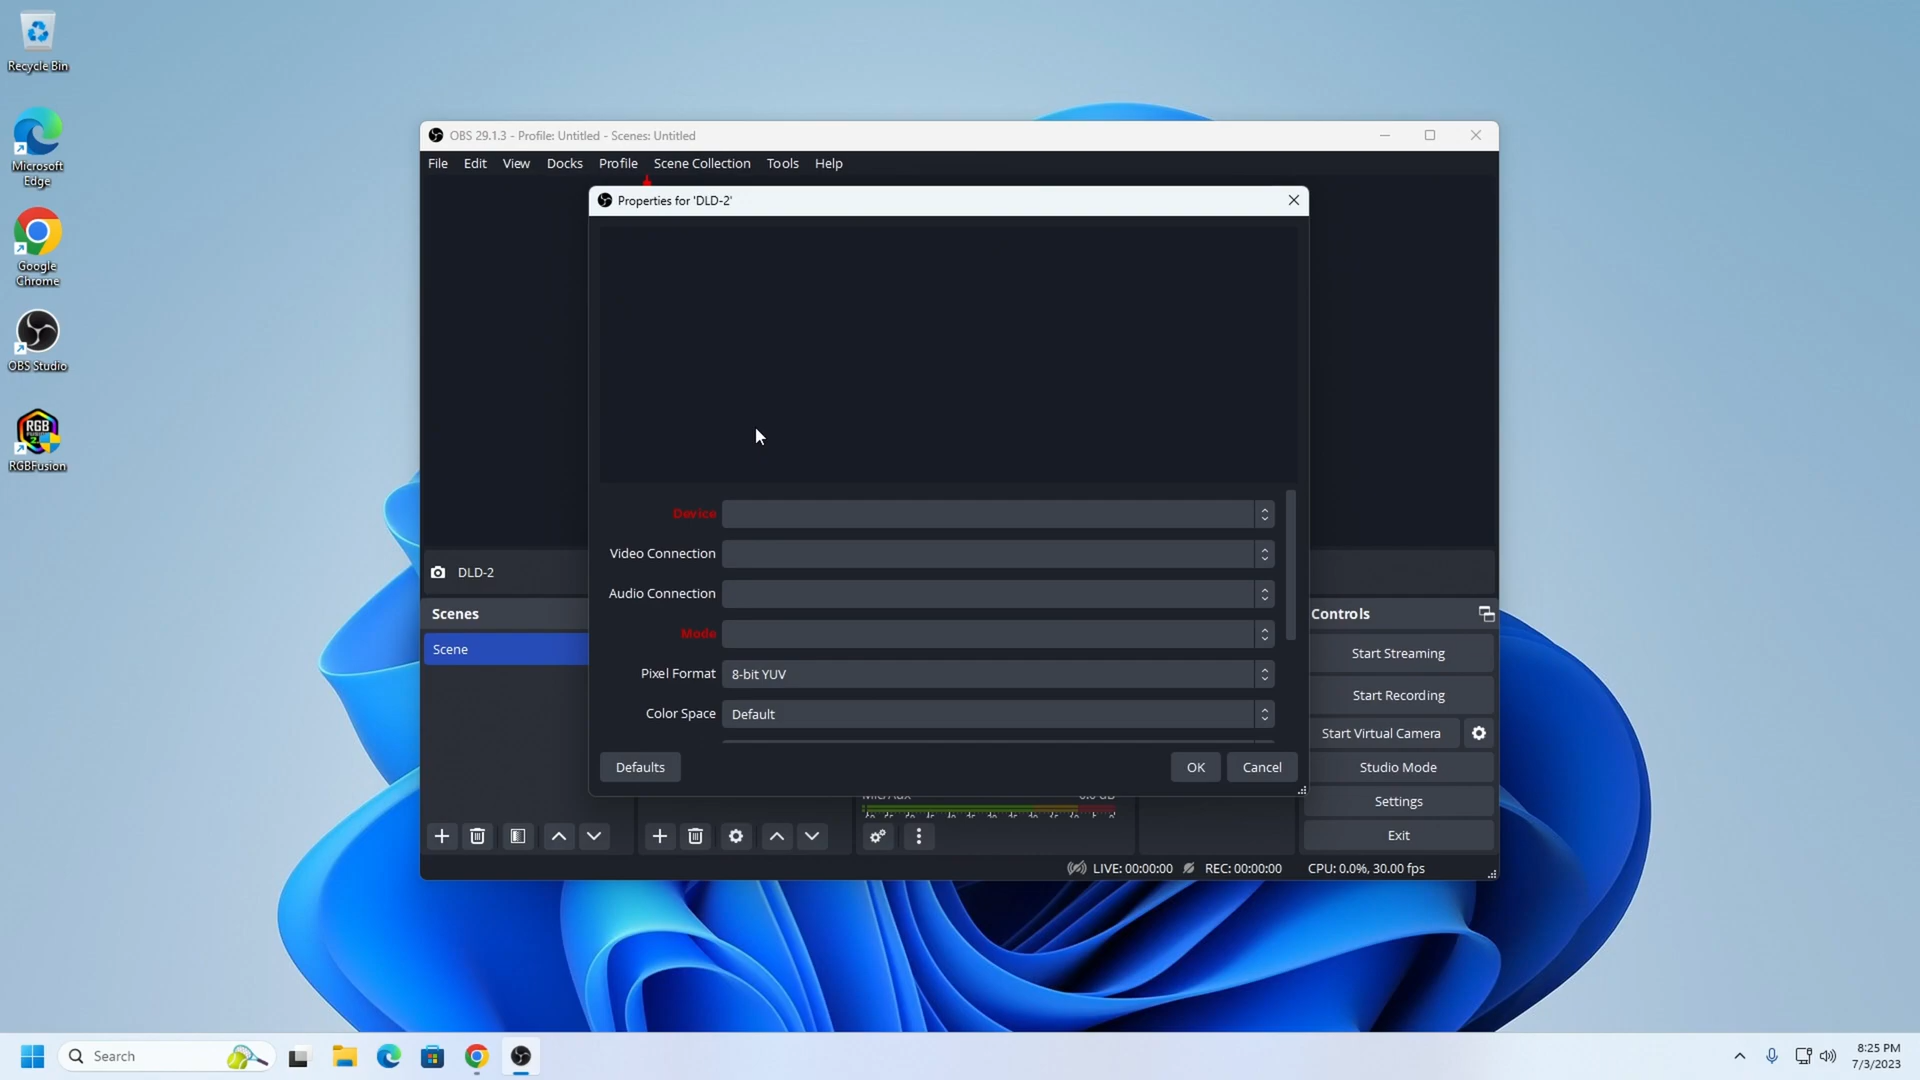 Recycle Bin
Microsoft
Edge
Google
Chrome
OBS Studio
RGB
2.
RGBFusion
OBS 29.1.3 - Profile: Untitled - Scenes: Untitled
File Edit View Docks Profile Scene Collection Tools Help
Properties for 'DLD-2'
Device
Video Connection
Audio Connection
Mode
Pixel Format 8-bit YUV
Color Space Default
Defaults OK Cancel
DLD-2
Scenes
Scene
Controls
Start Streaming
Start Recording
Start Virtual Camera
Studio Mode
Settings
Exit
Mic/Aux
LIVE: 00:00:00 REC: 00:00:00 CPU: 0.0%, 30.00 fps
Search
8:25 PM
7/3/2023